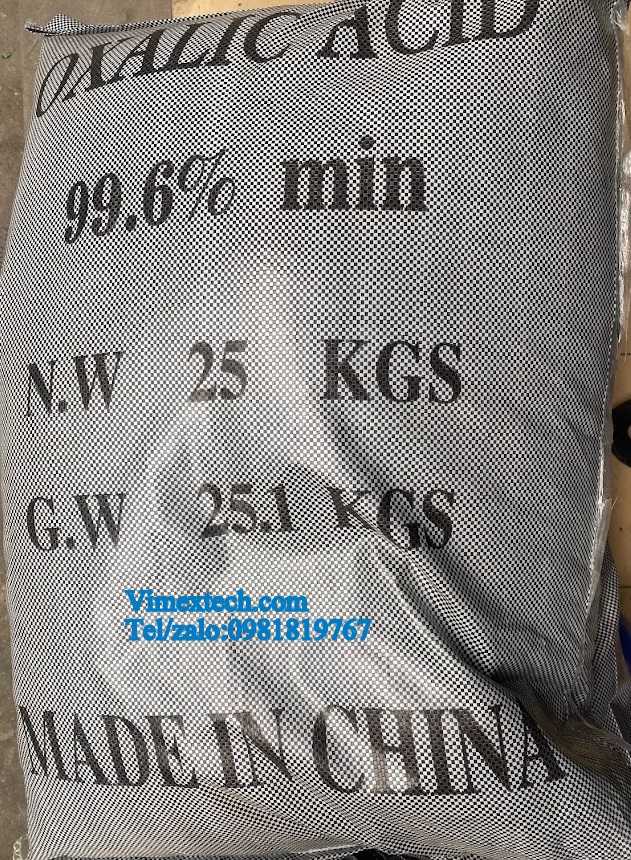 OXALIC ACID
99.6% min
N.W 25 KGS
G.W 25.1 KGS
Vimextech.com
Tel/zalo:0981819767
MADE IN CHINA